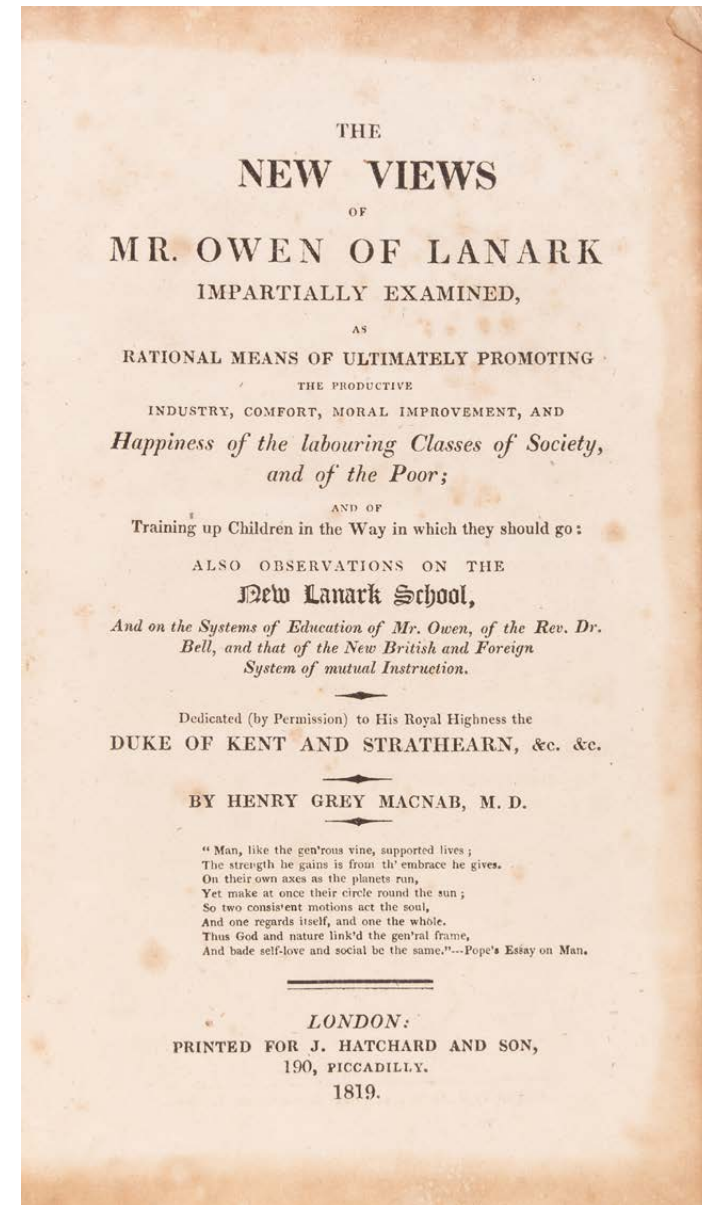 THE
NEW VIEWS
OF
MR. OWEN OF LANARK
IMPARTIALLY EXAMINED,
AS
RATIONAL MEANS OF ULTIMATELY PROMOTING
THE PRODUCTIVE
INDUSTRY, COMFORT, MORAL IMPROVEMENT, AND
Happiness of the labouring Classes of Society,
and of the Poor;
AND OF
Training up Children in the Way in which they should go:
ALSO OBSERVATIONS ON THE
New Lanark School,
And on the Systems of Education of Mr. Owen, of the Rev. Dr.
Bell, and that of the New British and Foreign
System of mutual Instruction.
Dedicated (by Permission) to His Royal Highness the
DUKE OF KENT AND STRATHEARN, &c. &c.
BY HENRY GREY MACNAB, M. D.
“ Man, like the gen'rous vine, supported lives ;
The strength he gains is from th' embrace he gives.
On their own axes as the planets run,
Yet make at once their circle round the sun ;
So two consis'ent motions act the soul,
And one regards itself, and one the whole.
Thus God and nature link'd the gen'ral frame,
And bade self-love and social be the same.”---Pope's Essay on Man.
LONDON:
PRINTED FOR J. HATCHARD AND SON,
190, PICCADILLY.
1819.